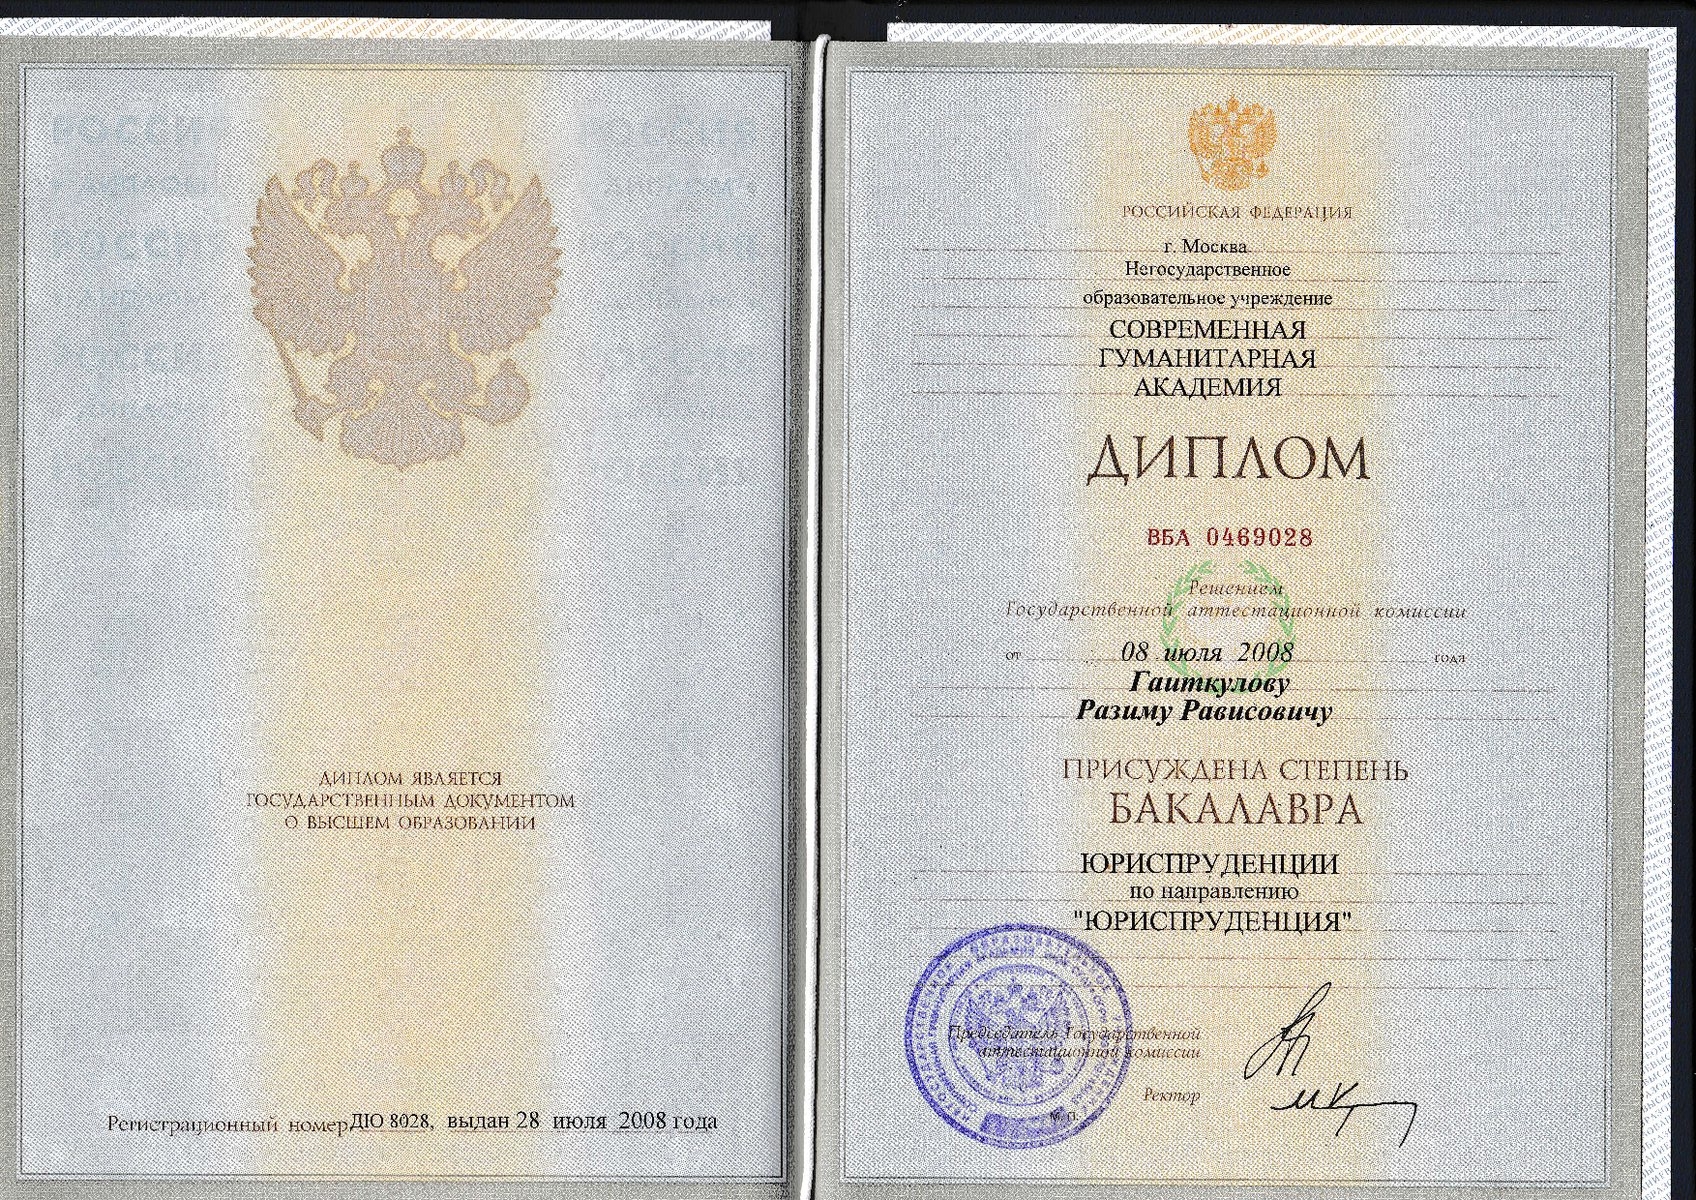 ДИПЛОМ ЯВЛЯЕТСЯ
ГОСУДАРСТВЕННЫМ ДОКУМЕНТОМ
О ВЫСШЕМ ОБРАЗОВАНИИ
Регистрационный номер ДЮ 8028, выдан 28 июля 2008 года
РОССИЙСКАЯ ФЕДЕРАЦИЯ
г. Москва
Негосударственное
образовательное учреждение
СОВРЕМЕННАЯ
ГУМАНИТАРНАЯ
АКАДЕМИЯ
ДИПЛОМ
ВБА 0469028
Решением
Государственной аттестационной комиссии
от 08 июля 2008 года
Гаиткулову
Разиму Рависовичу
ПРИСУЖДЕНА СТЕПЕНЬ
БАКАЛАВРА
ЮРИСПРУДЕНЦИИ
по направлению
"ЮРИСПРУДЕНЦИЯ"
Председатель Государственной
аттестационной комиссии
Ректор
М.П.